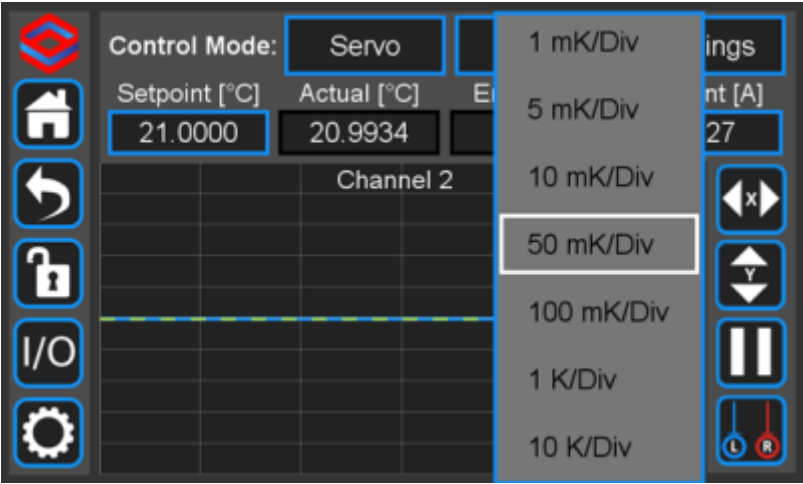 Control Mode: Servo ings
Setpoint [°C] Actual [°C] E nt [A]
21.0000 20.9934 27
Channel 2
1 mK/Div
5 mK/Div
10 mK/Div
50 mK/Div
100 mK/Div
1 K/Div
10 K/Div
X
Y
I/O
L R